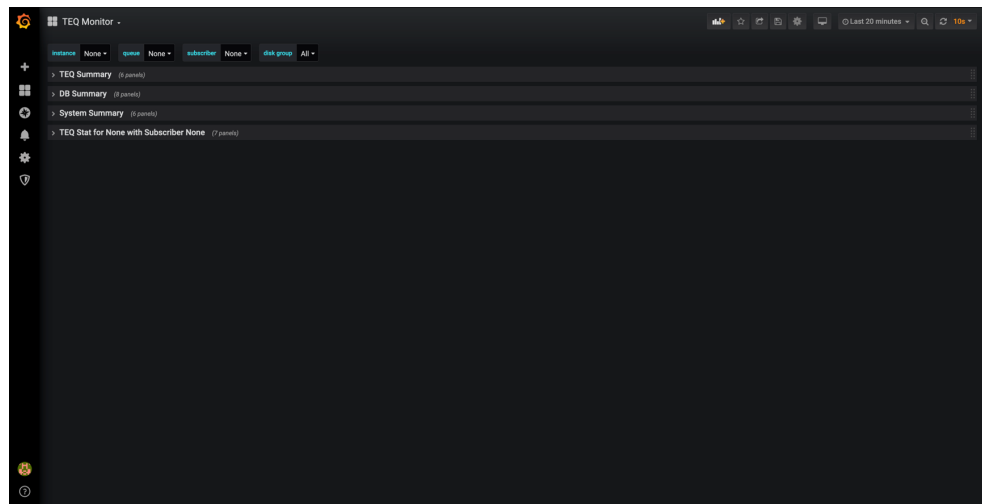 TEQ Monitor
Last 20 minutes 10s
instance None queue None subscriber None disk group All
TEQ Summary (6 panels)
DB Summary (8 panels)
System Summary (6 panels)
TEQ Stat for None with Subscriber None (7 panels)